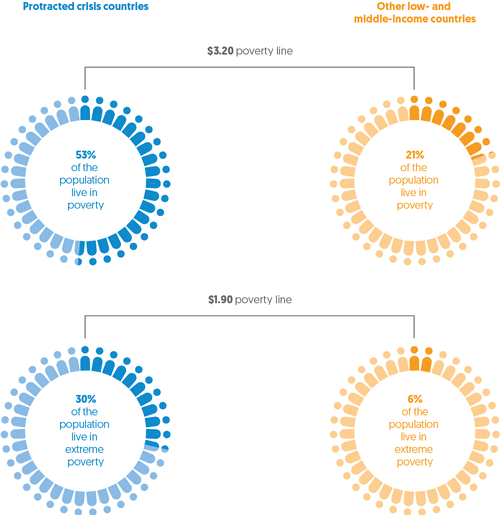 Protracted crisis countries
Other low- and
middle-income countries
$3.20 poverty line
53%
of the
population
live in
poverty
21%
of the
population
live in
poverty
$1.90 poverty line
30%
of the
population
live in
extreme
poverty
6%
of the
population
live in
extreme
poverty